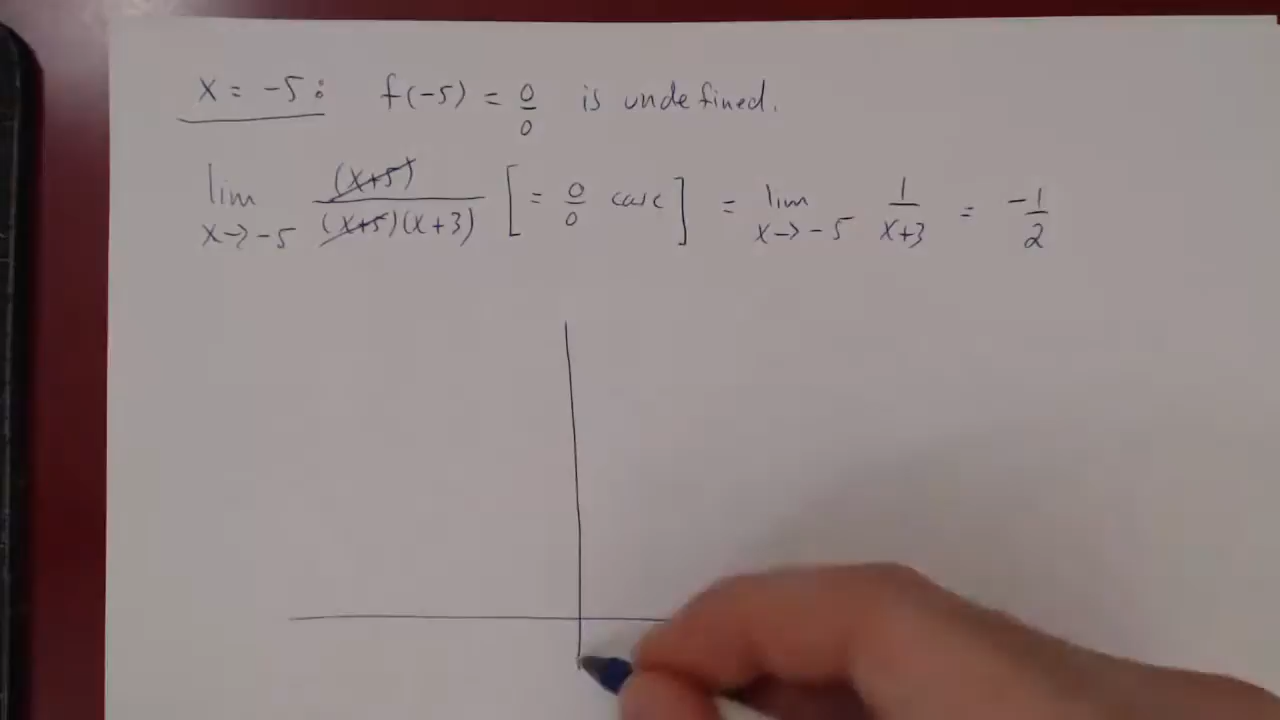 x = -5: f(-5) = 0/0 is undefined.
lim x→-5 (x+5)/(x+5)(x+3) [= 0/0 case] = lim x→-5 1/x+3 = -1/2